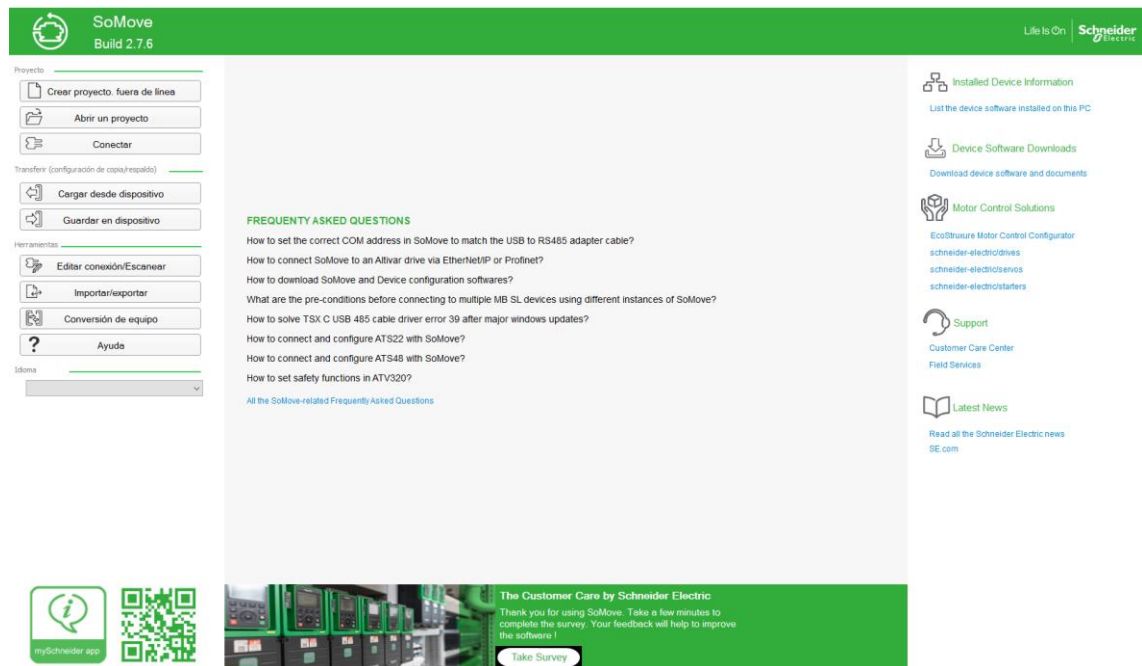 SoMove
Build 2.7.6
Life Is On
Schneider
Electric
Proyecto
Crear proyecto. fuera de línea
Abrir un proyecto
Conectar
Transferir (configuración de copia/respaldo)
Cargar desde dispositivo
Guardar en dispositivo
Herramientas
Editar conexión/Escanear
Importar/exportar
Conversión de equipo
Ayuda
Idioma
FREQUENTY ASKED QUESTIONS
How to set the correct COM address in SoMove to match the USB to RS485 adapter cable?
How to connect SoMove to an Altivar drive via EtherNet/IP or Profinet?
How to download SoMove and Device configuration softwares?
What are the pre-conditions before connecting to multiple MB SL devices using different instances of SoMove?
How to solve TSX C USB 485 cable driver error 39 after major windows updates?
How to connect and configure ATS22 with SoMove?
How to connect and configure ATS48 with SoMove?
How to set safety functions in ATV320?
All the SoMove-related Frequently Asked Questions
Installed Device Information
List the device software installed on this PC
Device Software Downloads
Download device software and documents
Motor Control Solutions
EcoStruxure Motor Control Configurator
schneider-electric/drives
schneider-electric/servos
schneider-electric/starters
Support
Customer Care Center
Field Services
Latest News
Read all the Schneider Electric news
SE.com
mySchneider app
The Customer Care by Schneider Electric
Thank you for using SoMove. Take a few minutes to
complete the survey. Your feedback will help to improve
the software !
Take Survey